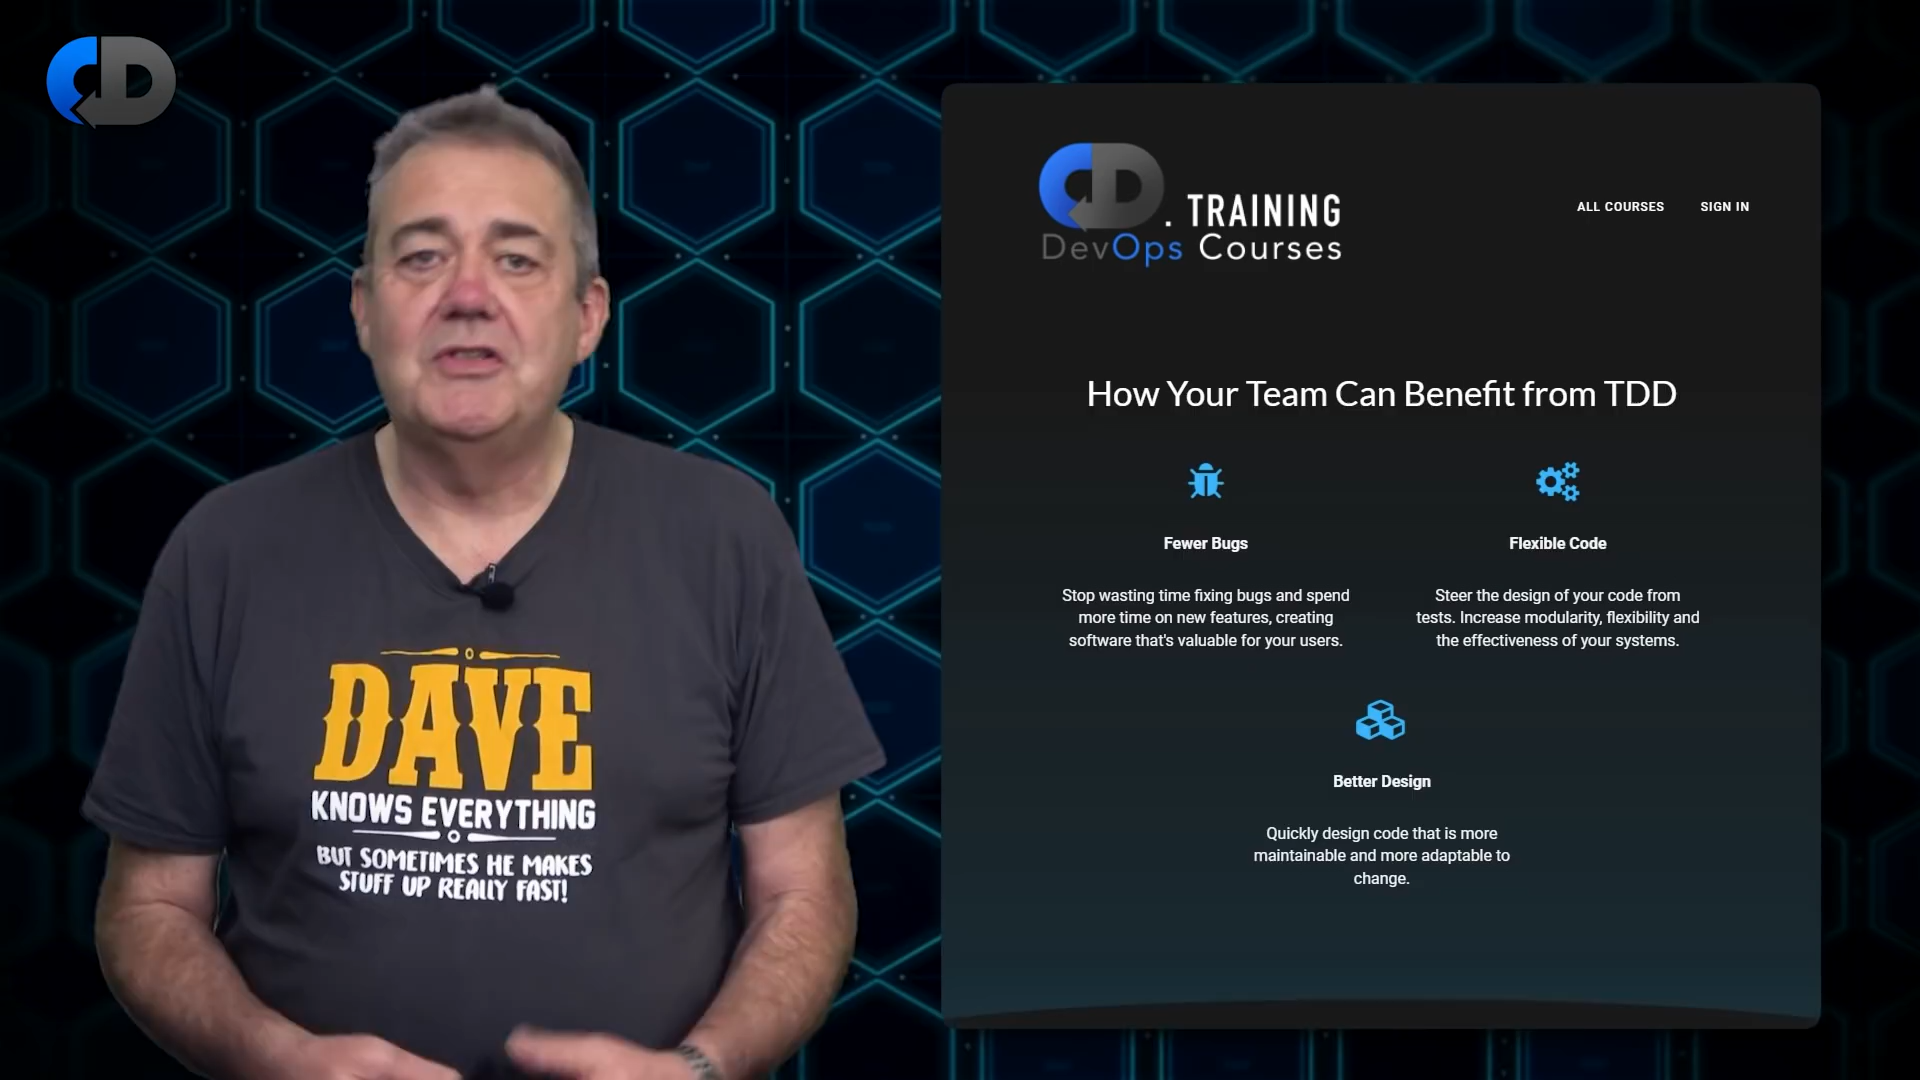 CD
DAVE
KNOWS EVERYTHING
BUT SOMETIMES HE MAKES
STUFF UP REALLY FAST!
CD. TRAINING
DevOps Courses
ALL COURSES
SIGN IN
How Your Team Can Benefit from TDD
Fewer Bugs
Stop wasting time fixing bugs and spend
more time on new features, creating
software that's valuable for your users.
Flexible Code
Steer the design of your code from
tests. Increase modularity, flexibility and
the effectiveness of your systems.
Better Design
Quickly design code that is more
maintainable and more adaptable to
change.